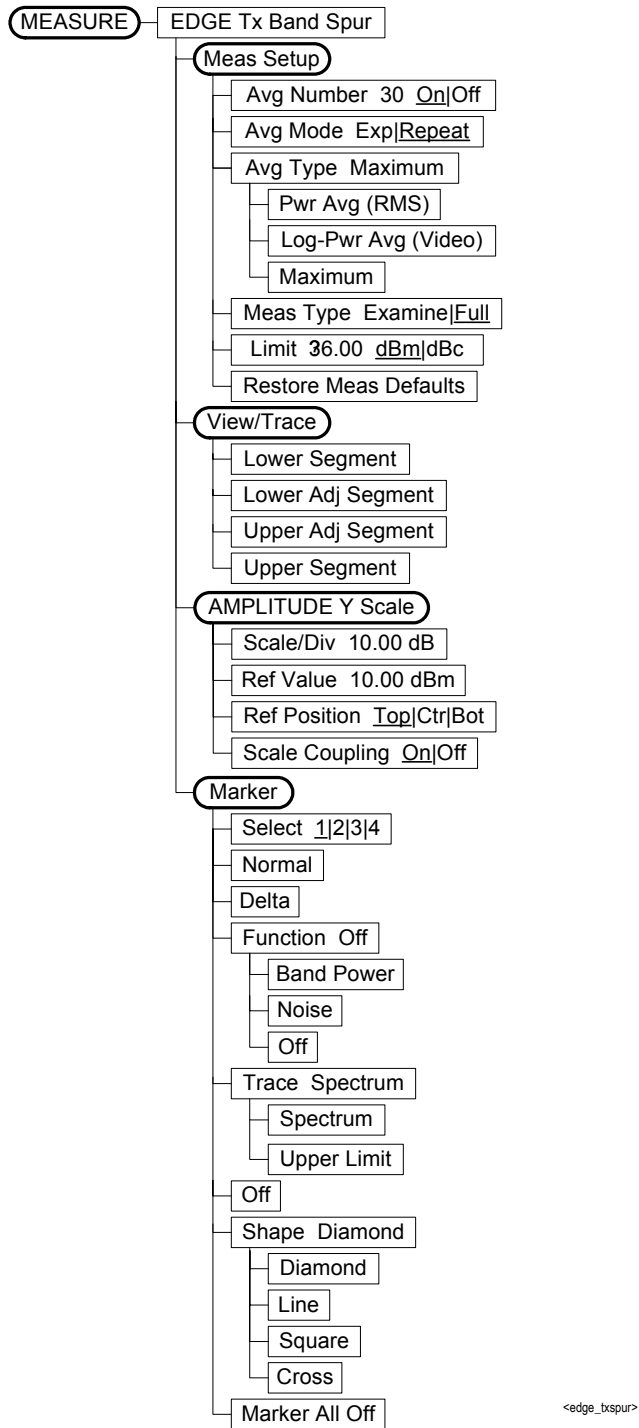 MEASURE EDGE Tx Band Spur
Meas Setup
Avg Number 30 On|Off
Avg Mode Exp|Repeat
Avg Type Maximum
Pwr Avg (RMS)
Log-Pwr Avg (Video)
Maximum
Meas Type Examine|Full
Limit 36.00 dBm|dBc
Restore Meas Defaults
View/Trace
Lower Segment
Lower Adj Segment
Upper Adj Segment
Upper Segment
AMPLITUDE Y Scale
Scale/Div 10.00 dB
Ref Value 10.00 dBm
Ref Position Top|Ctr|Bot
Scale Coupling On|Off
Marker
Select 1|2|3|4
Normal
Delta
Function Off
Band Power
Noise
Off
Trace Spectrum
Spectrum
Upper Limit
Off
Shape Diamond
Diamond
Line
Square
Cross
Marker All Off
<edge_txspur>